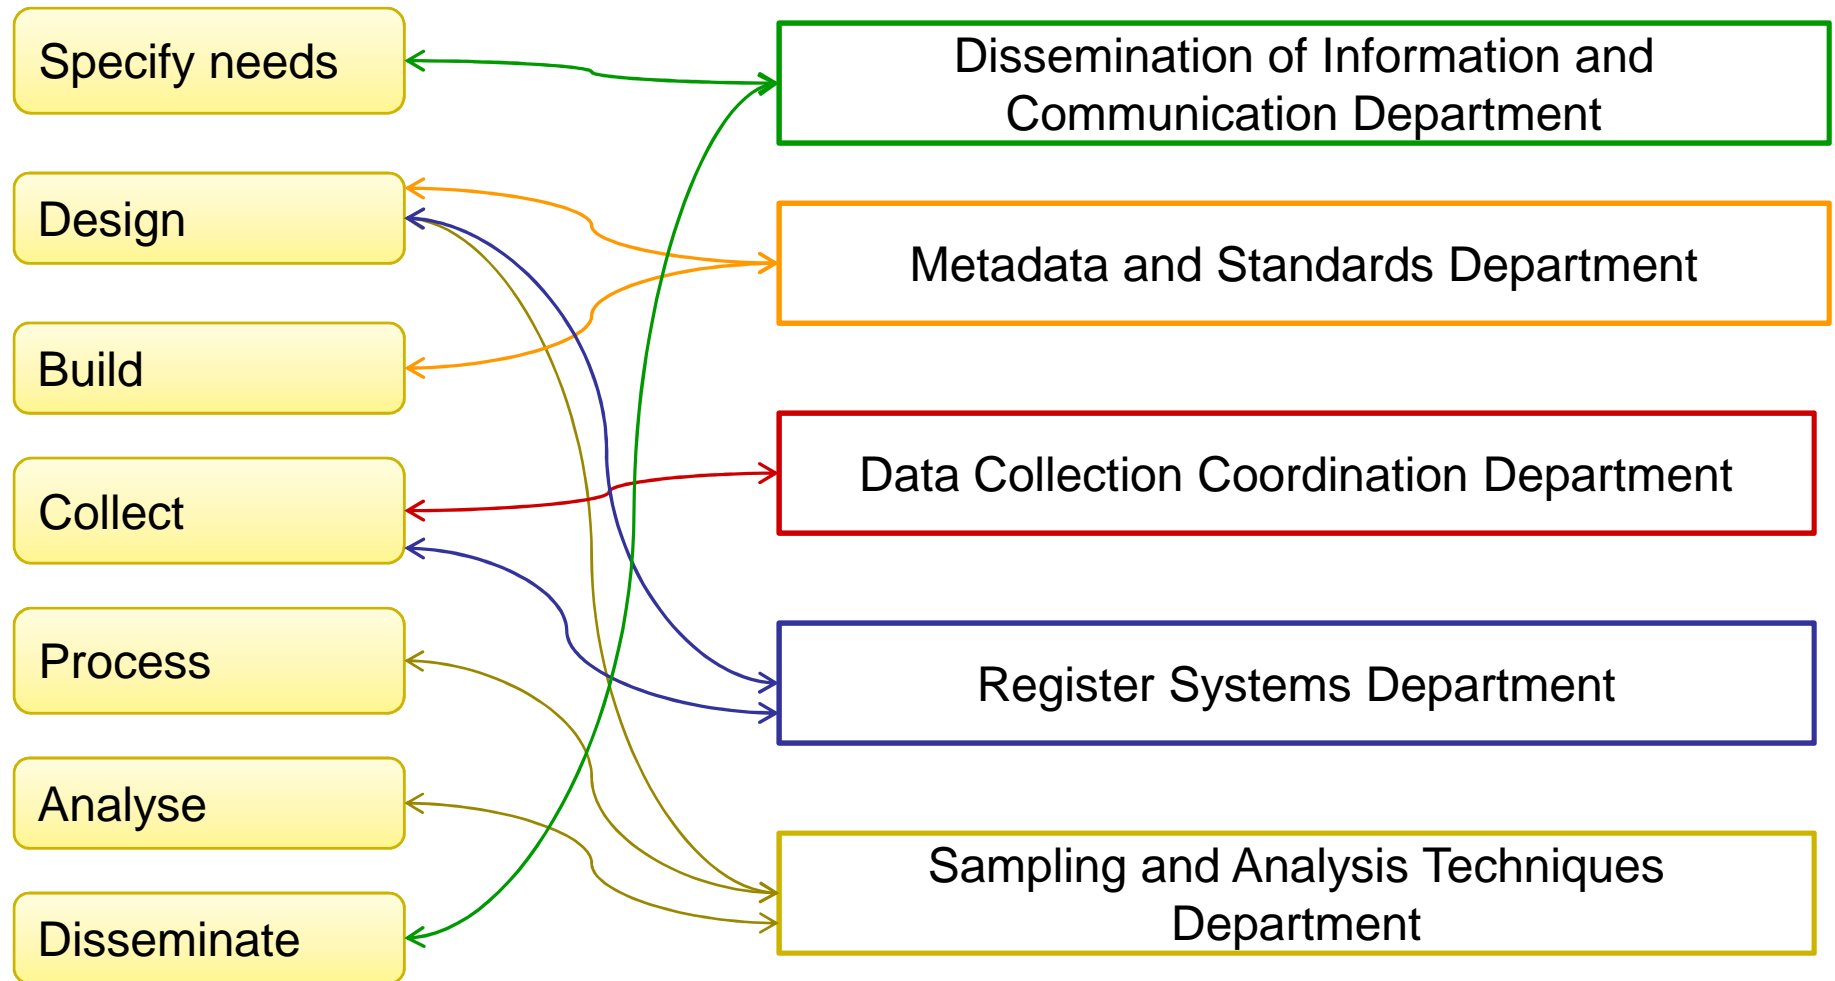 Specify needs
Design
Build
Collect
Process
Analyse
Disseminate
Dissemination of Information and
Communication Department
Metadata and Standards Department
Data Collection Coordination Department
Register Systems Department
Sampling and Analysis Techniques
Department